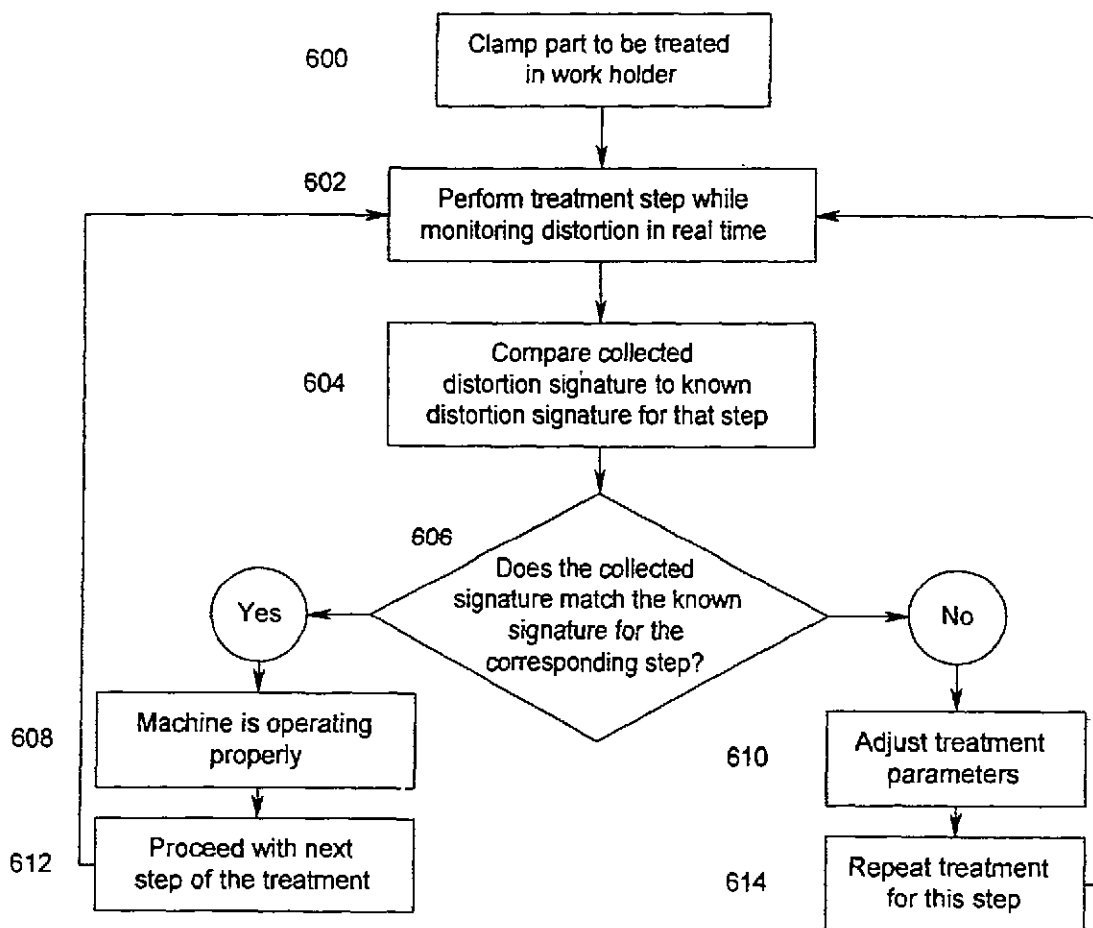 600
Clamp part to be treated
in work holder
602
Perform treatment step while
monitoring distortion in real time
604
Compare collected
distortion signature to known
distortion signature for that step
606
Does the collected
signature match the known
signature for the
corresponding step?
Yes
No
608
Machine is operating
properly
610
Adjust treatment
parameters
612
Proceed with next
step of the treatment
614
Repeat treatment
for this step